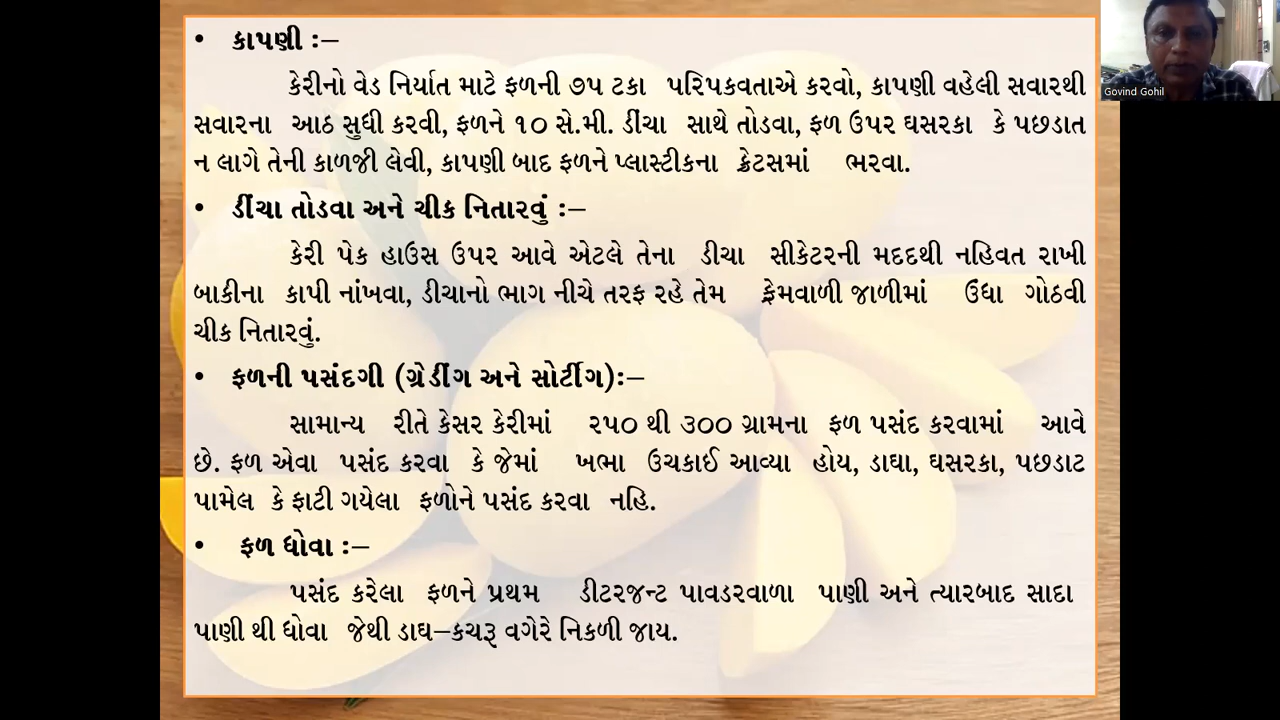 • કાપણી :–
કેરીનો વેડ નિર્યાત માટે ફળની ૭૫ ટકા પરિપકવતાએ કરવો, કાપણી વહેલી સવારથી
સવારના આઠ સુધી કરવી, ફળને ૧૦ સે.મી. ડીંચા સાથે તોડવા, ફળ ઉપર ઘસરકા કે પછડાત
ન લાગે તેની કાળજી લેવી, કાપણી બાદ ફળને પ્લાસ્ટીકના ક્રેટસમાં ભરવા.
• ડીંચા તોડવા અને ચીક નિતારવું :–
કેરી પેક હાઉસ ઉપર આવે એટલે તેના ડીચા સીકેટરની મદદથી નહિવત રાખી
બાકીના કાપી નાંખવા, ડીચાનો ભાગ નીચે તરફ રહે તેમ ફ્રેમવાળી જાળીમાં ઉંધા ગોઠવી
ચીક નિતારવું.
• ફળની પસંદગી (ગ્રેડીંગ અને સોર્ટીગ):–
સામાન્ય રીતે કેસર કેરીમાં ૨૫૦ થી ૩૦૦ ગ્રામના ફળ પસંદ કરવામાં આવે
છે. ફળ એવા પસંદ કરવા કે જેમાં ખભા ઉચકાઈ આવ્યા હોય, ડાઘા, ઘસરકા, પછડાટ
પામેલ કે ફાટી ગયેલા ફળોને પસંદ કરવા નહિ.
• ફળ ધોવા :–
પસંદ કરેલા ફળને પ્રથમ ડીટરજન્ટ પાવડરવાળા પાણી અને ત્યારબાદ સાદા
પાણી થી ધોવા જેથી ડાઘ–કચરૂ વગેરે નિકળી જાય.
Govind Gohil